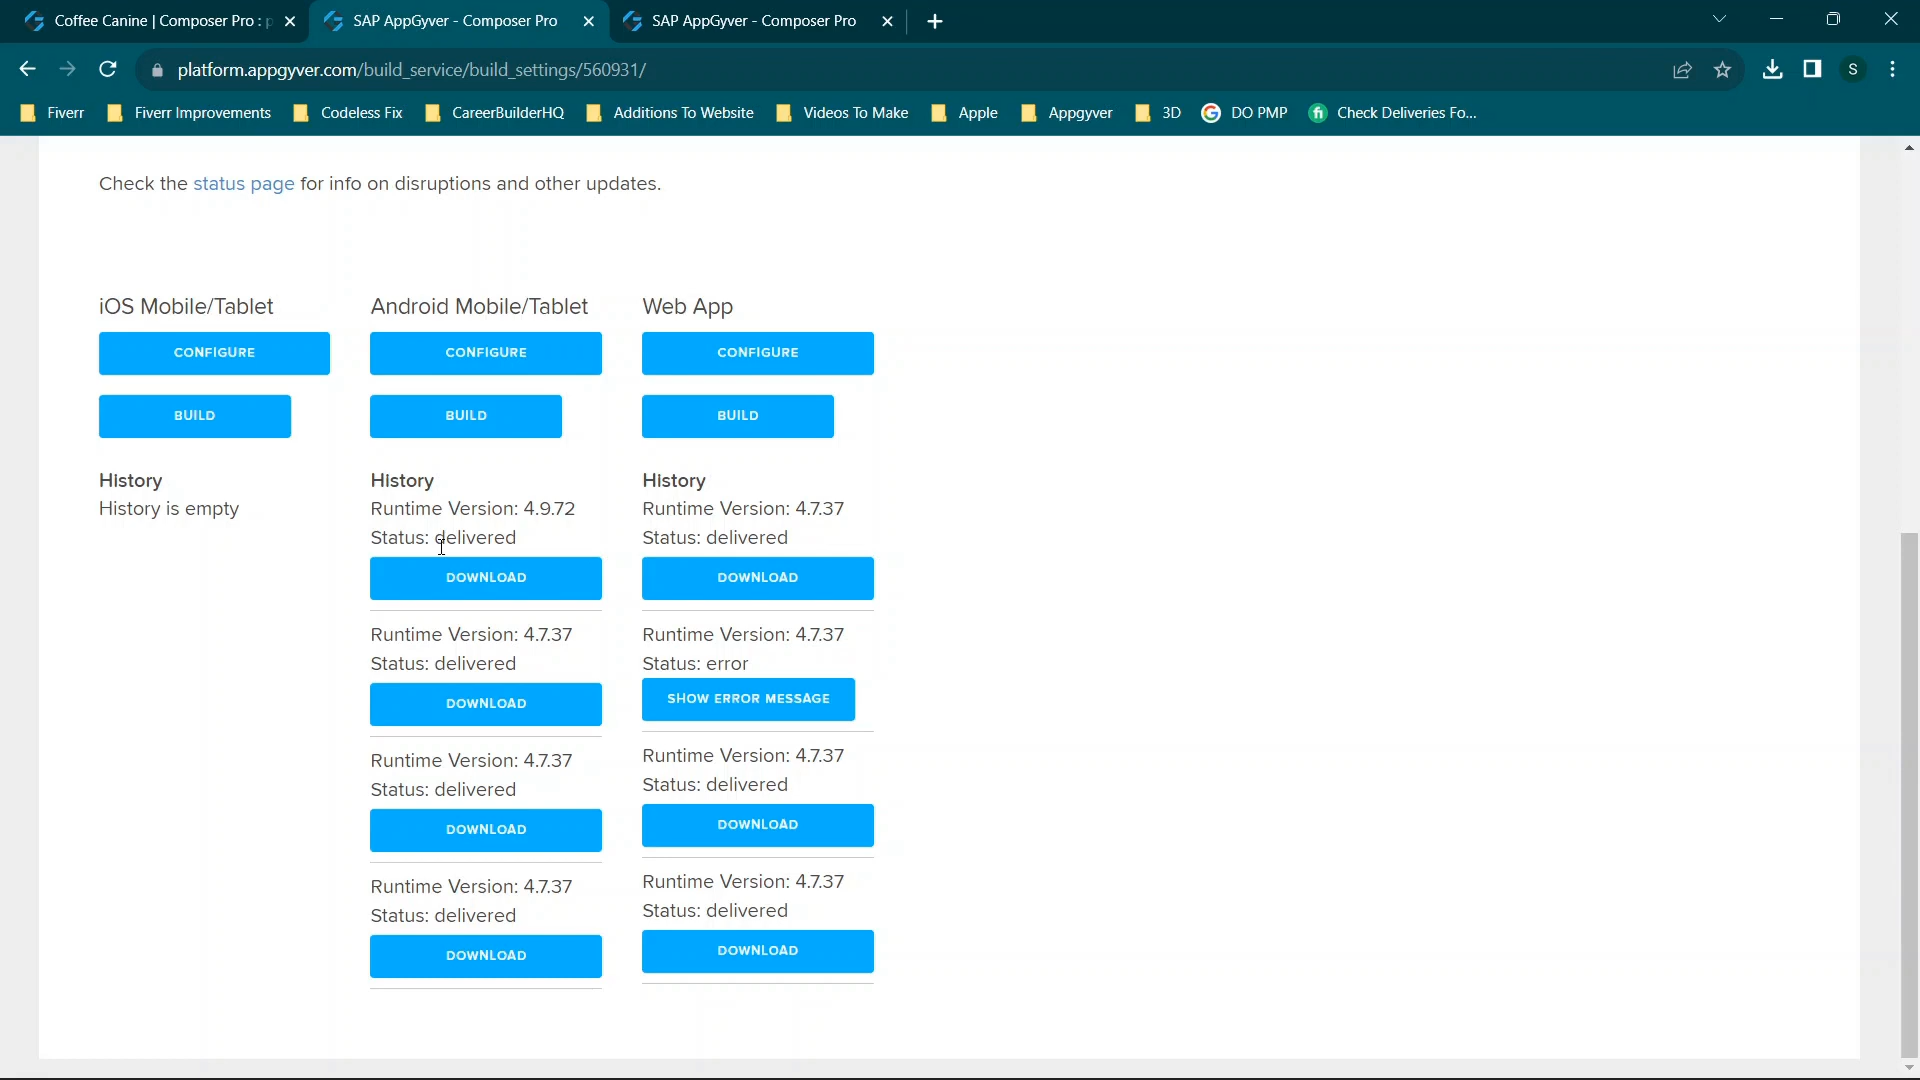 Coffee Canine | Composer Pro :
SAP AppGyver - Composer Pro
SAP AppGyver - Composer Pro
platform.appgyver.com/build_service/build_settings/560931/
S
Fiverr
Fiverr Improvements
Codeless Fix
CareerBuilderHQ
Additions To Website
Videos To Make
Apple
Appgyver
3D
DO PMP
Check Deliveries Fo...
Check the status page for info on disruptions and other updates.
iOS Mobile/Tablet
CONFIGURE
BUILD
History
History is empty
Android Mobile/Tablet
CONFIGURE
BUILD
History
Runtime Version: 4.9.72
Status: delivered
DOWNLOAD
Runtime Version: 4.7.37
Status: delivered
DOWNLOAD
Runtime Version: 4.7.37
Status: delivered
DOWNLOAD
Runtime Version: 4.7.37
Status: delivered
DOWNLOAD
Web App
CONFIGURE
BUILD
History
Runtime Version: 4.7.37
Status: delivered
DOWNLOAD
Runtime Version: 4.7.37
Status: error
SHOW ERROR MESSAGE
Runtime Version: 4.7.37
Status: delivered
DOWNLOAD
Runtime Version: 4.7.37
Status: delivered
DOWNLOAD